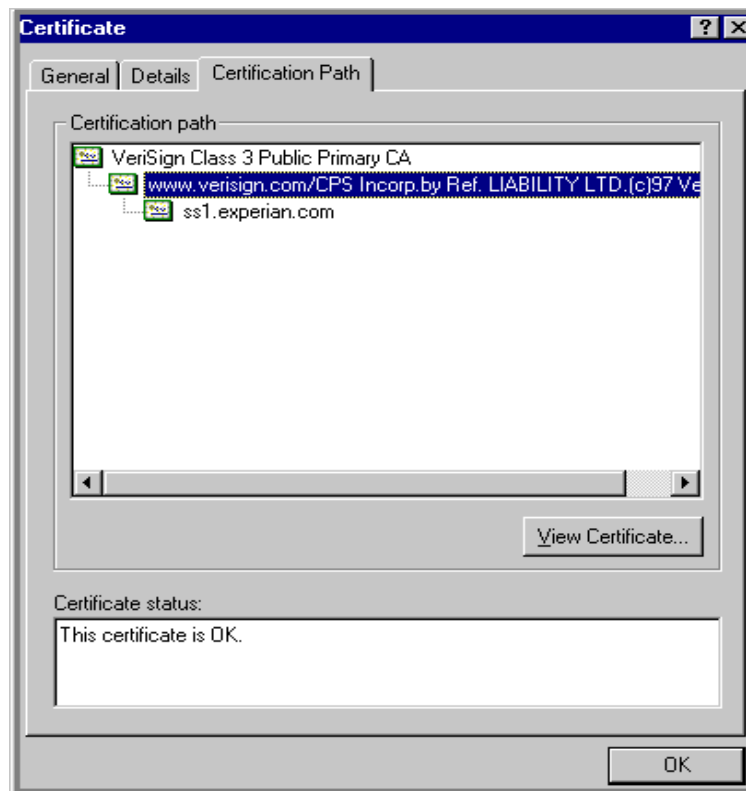 Certificate
General Details Certification Path
Certification path
VeriSign Class 3 Public Primary CA
www.verisign.com/CPS Incorp.by Ref. LIABILITY LTD.(c)97 Ve
ss1.experian.com
View Certificate...
Certificate status:
This certificate is OK.
OK